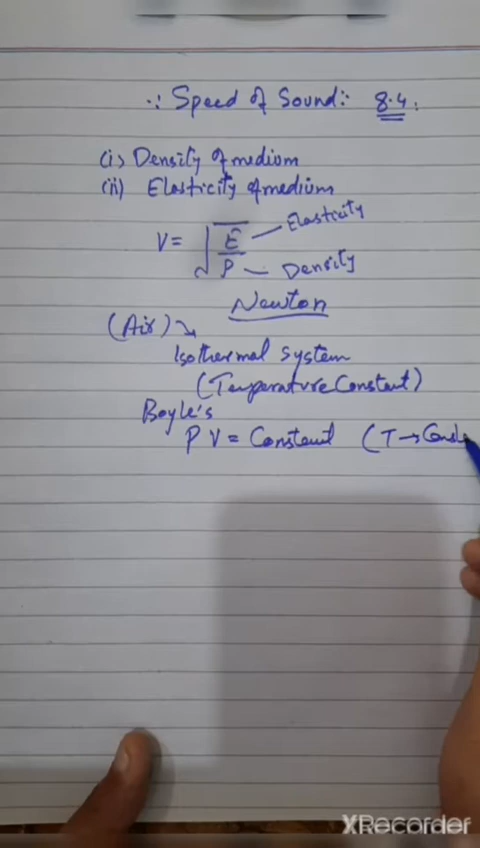 ∴ Speed of Sound:- 8.4.
(i) Density of medium
(ii) Elasticity of medium
V = √E/ρ Elasticity
Density
Newton
(Air) ↘
Isothermal system
(Temperature Constant)
Boyle's
P V = Constant (T →
XRecorder